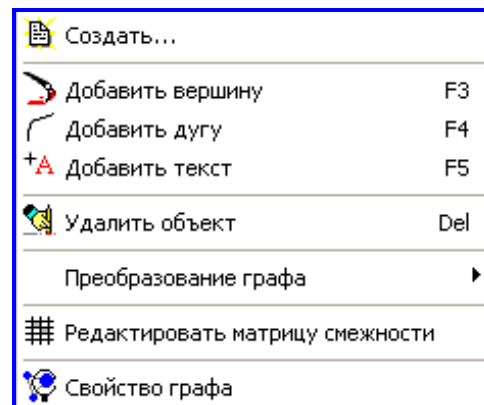 Создать...
Добавить вершину F3
Добавить дугу F4
+A Добавить текст F5
Удалить объект Del
Преобразование графа
Редактировать матрицу смежности
Свойство графа